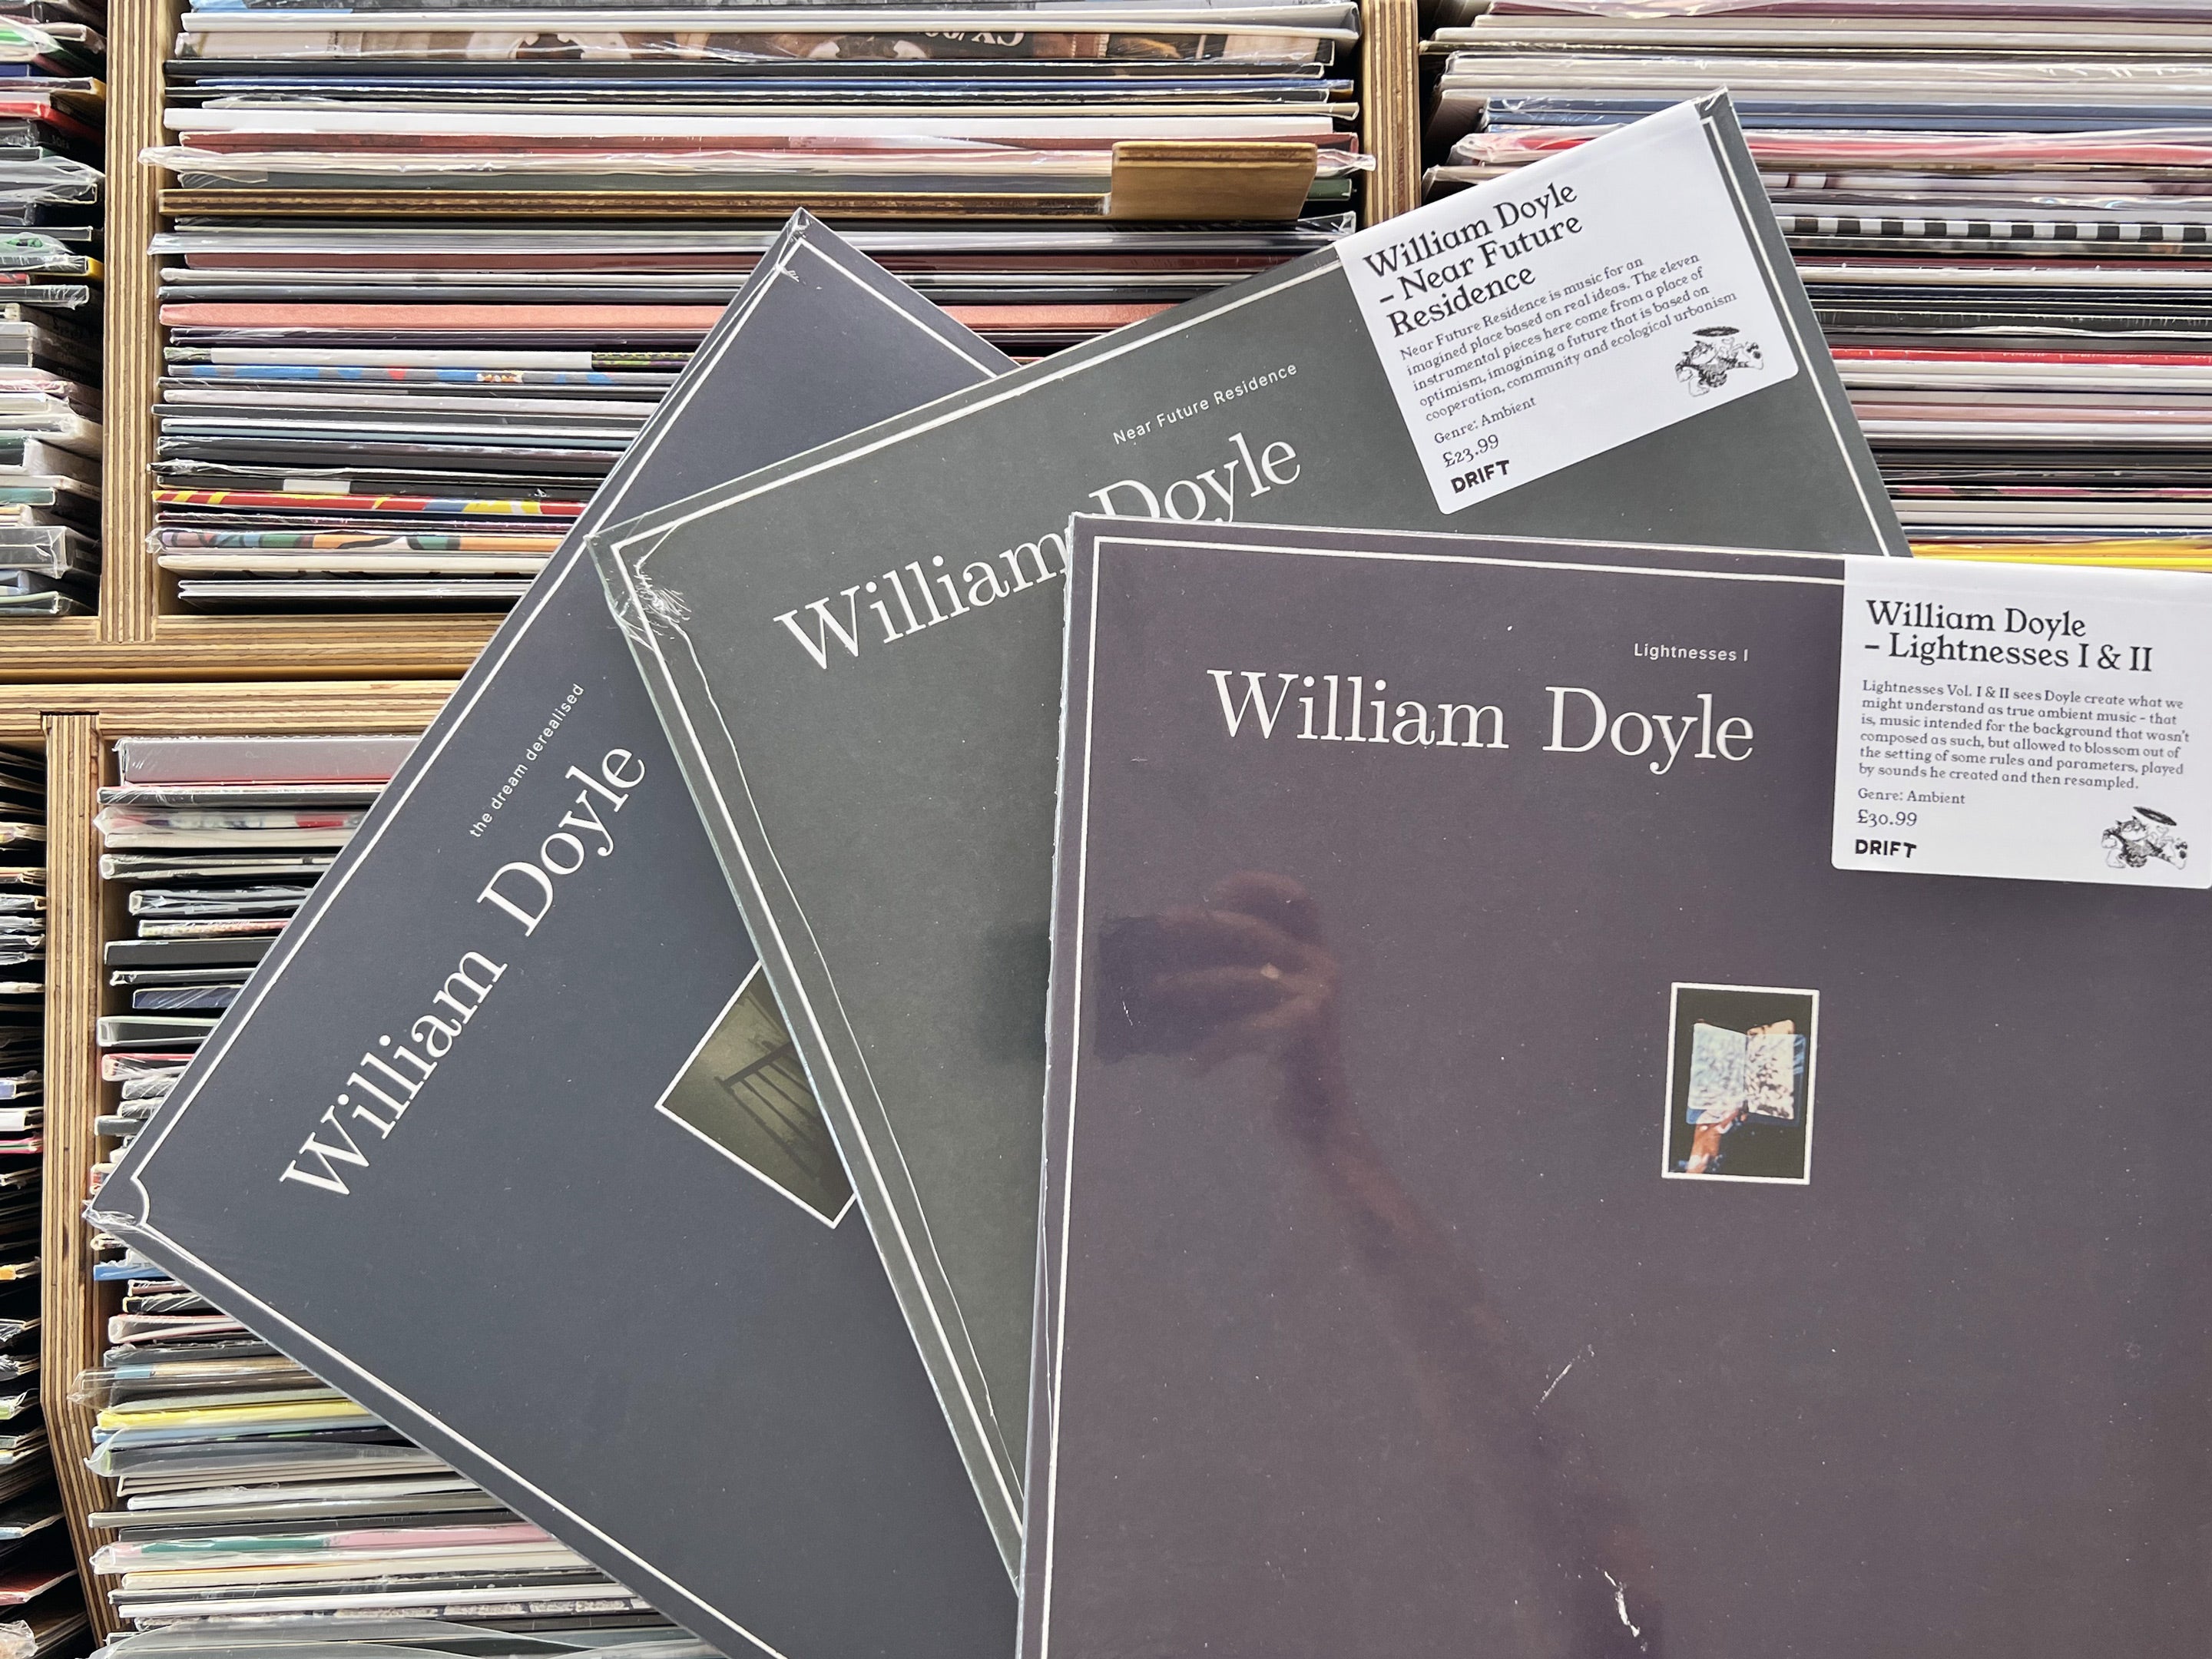 William Doyle
– Near Future
Residence
Near Future Residence is music for an
imagined place based on real ideas. The eleven
instrumental pieces here come from a place of
optimism, imagining a future that is based on
cooperation, community and ecological urbanism
Genre: Ambient
£23.99
DRIFT
Near Future Residence
William Doyle
the dream derealised
William Doyle
Lightnesses I
William Doyle
William Doyle
– Lightnesses I & II
Lightnesses Vol. I & II sees Doyle create what we
might understand as true ambient music - that
is, music intended for the background that wasn't
composed as such, but allowed to blossom out of
the setting of some rules and parameters, played
by sounds he created and then resampled.
Genre: Ambient
£30.99
DRIFT